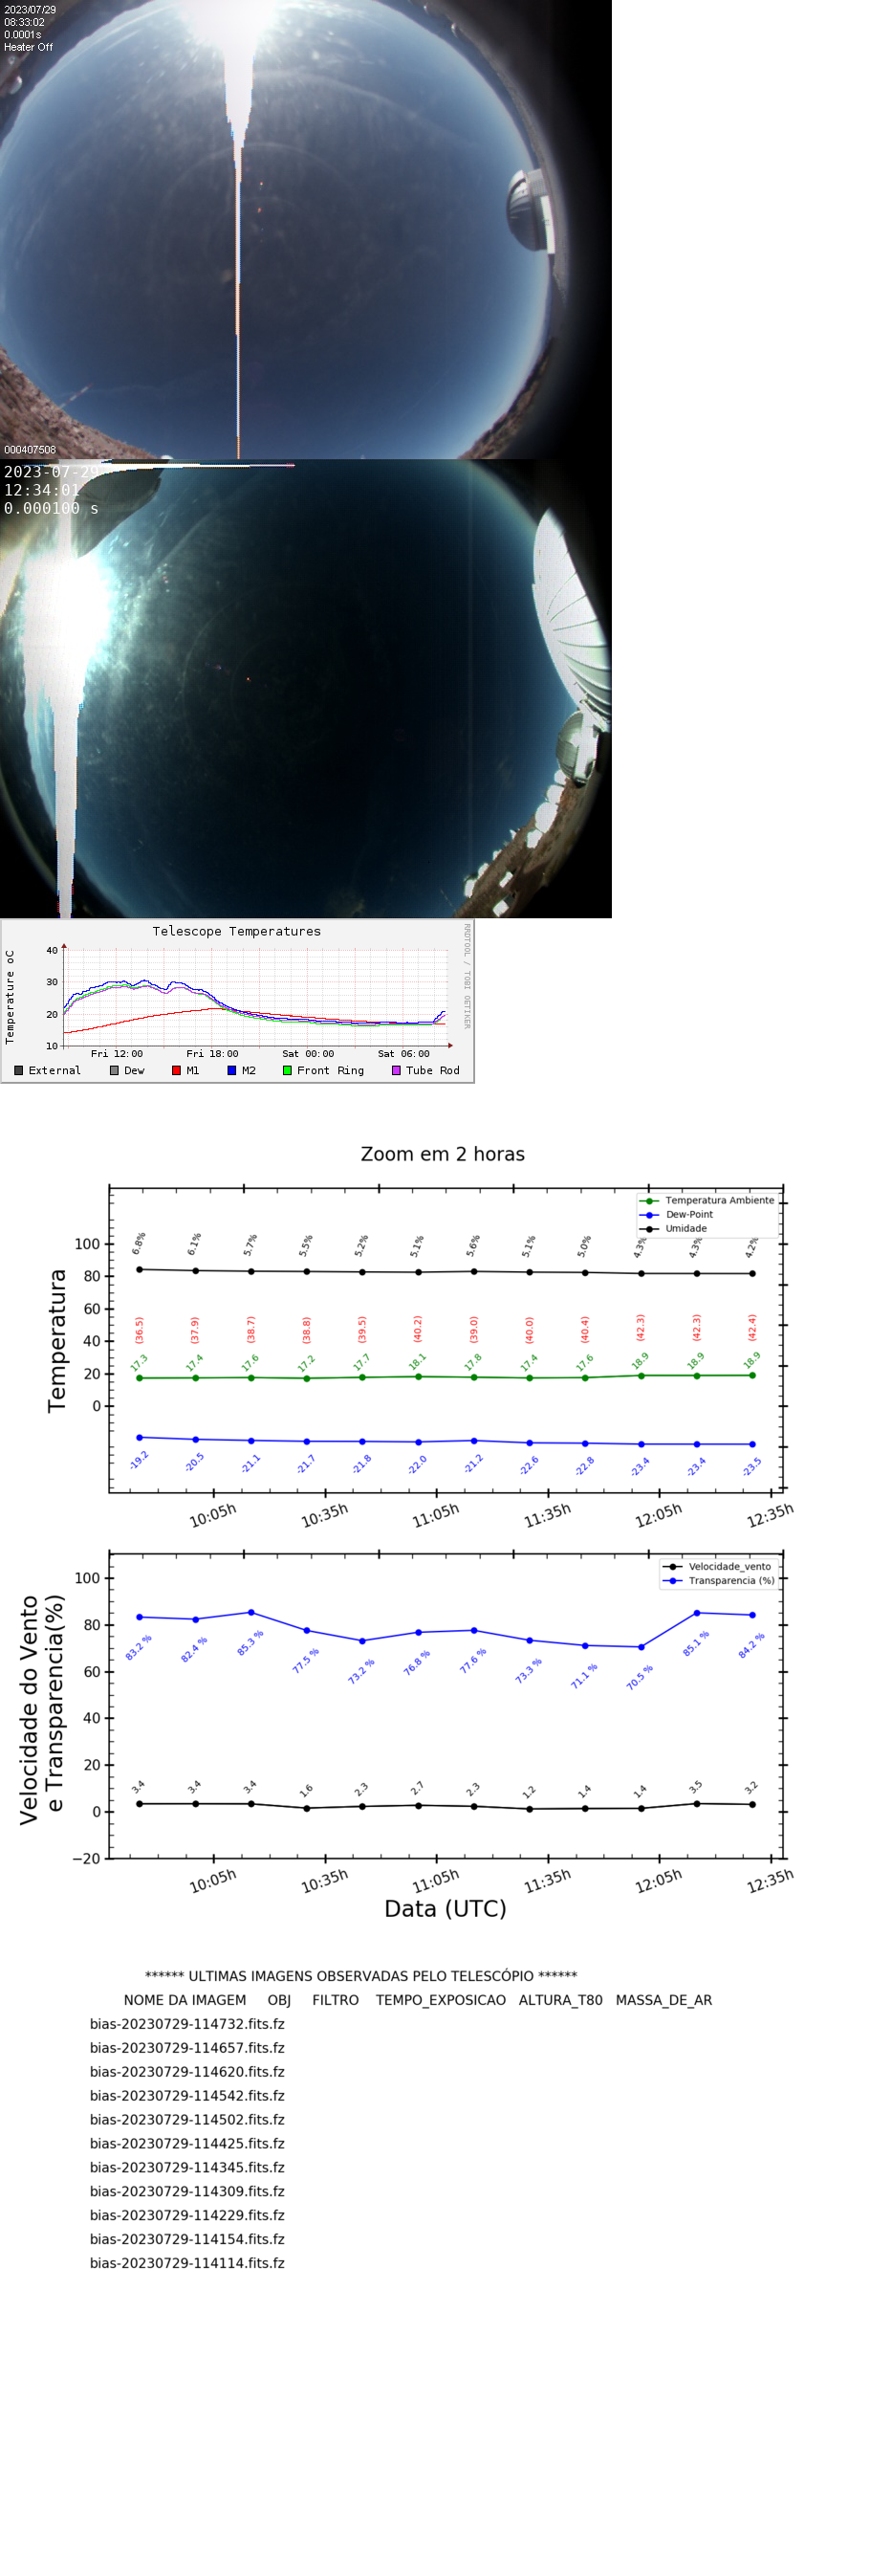 2023/07/29
08:33:02
0.0001s
Heater Off
000407508
2023-07-29
12:34:01
0.000100 s
Telescope Temperatures
RRDTOOL / TOBI OETIKER
Temperature oC
40
30
20
10
Fri 12:00 Fri 18:00 Sat 00:00 Sat 06:00
External Dew M1 M2 Front Ring Tube Rod
Zoom em 2 horas
Temperatura Ambiente
Dew-Point
Umidade
Temperatura
100
80
60
40
20
0
6.8% 6.1% 5.7% 5.5% 5.2% 5.1% 5.6% 5.1% 5.0% 4.3% 4.3% 4.2%
(36.5) (37.9) (38.7) (38.8) (39.5) (40.2) (39.0) (40.0) (40.4) (42.3) (42.3) (42.4)
17.3 17.4 17.6 17.2 17.7 18.1 17.8 17.4 17.6 18.9 18.9 18.9
-19.2 -20.5 -21.1 -21.7 -21.8 -22.0 -21.2 -22.6 -22.8 -23.4 -23.4 -23.5
10:05h 10:35h 11:05h 11:35h 12:05h 12:35h
Velocidade_vento
Transparencia (%)
Velocidade do Vento
e Transparencia(%)
100
80
60
40
20
0
−20
83.2 % 82.4 % 85.3 % 77.5 % 73.2 % 76.8 % 77.6 % 73.3 % 71.1 % 70.5 % 85.1 % 84.2 %
3.4 3.4 3.4 1.6 2.3 2.7 2.3 1.2 1.4 1.4 3.5 3.2
10:05h 10:35h 11:05h 11:35h 12:05h 12:35h
Data (UTC)
****** ULTIMAS IMAGENS OBSERVADAS PELO TELESCÓPIO ******
NOME DA IMAGEM OBJ FILTRO TEMPO_EXPOSICAO ALTURA_T80 MASSA_DE_AR
bias-20230729-114732.fits.fz
bias-20230729-114657.fits.fz
bias-20230729-114620.fits.fz
bias-20230729-114542.fits.fz
bias-20230729-114502.fits.fz
bias-20230729-114425.fits.fz
bias-20230729-114345.fits.fz
bias-20230729-114309.fits.fz
bias-20230729-114229.fits.fz
bias-20230729-114154.fits.fz
bias-20230729-114114.fits.fz